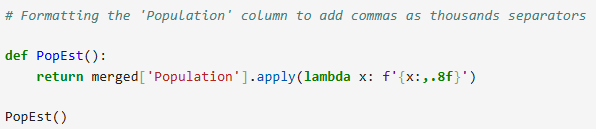 # Formatting the 'Population' column to add commas as thousands separators
def PopEst():
    return merged['Population'].apply(lambda x: f'{x:,.8f}')
PopEst()